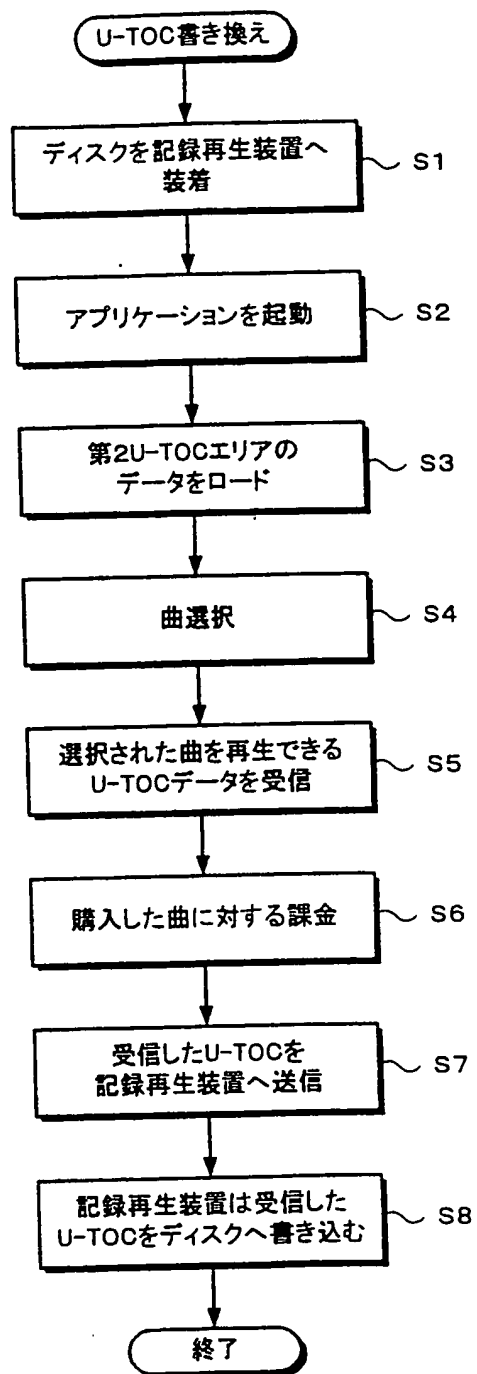 U-TOC書き換え
ディスクを記録再生装置へ
装着
S1
アプリケーションを起動
S2
第2U-TOCエリアの
データをロード
S3
曲選択
S4
選択された曲を再生できる
U-TOCデータを受信
S5
購入した曲に対する課金
S6
受信したU-TOCを
記録再生装置へ送信
S7
記録再生装置は受信した
U-TOCをディスクへ書き込む
S8
終了